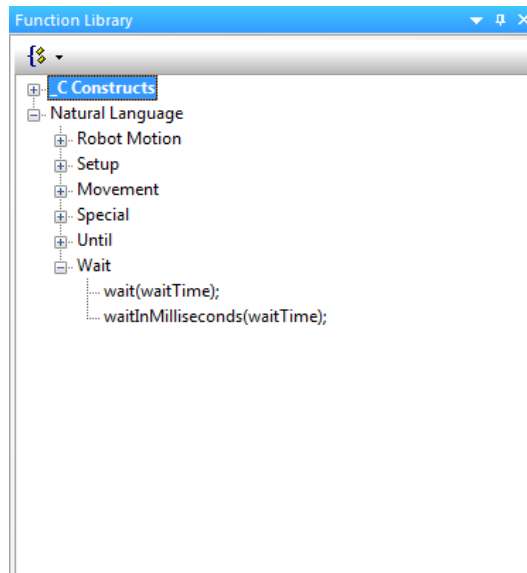 Function Library
_C Constructs
Natural Language
Robot Motion
Setup
Movement
Special
Until
Wait
wait(waitTime);
waitInMilliseconds(waitTime);